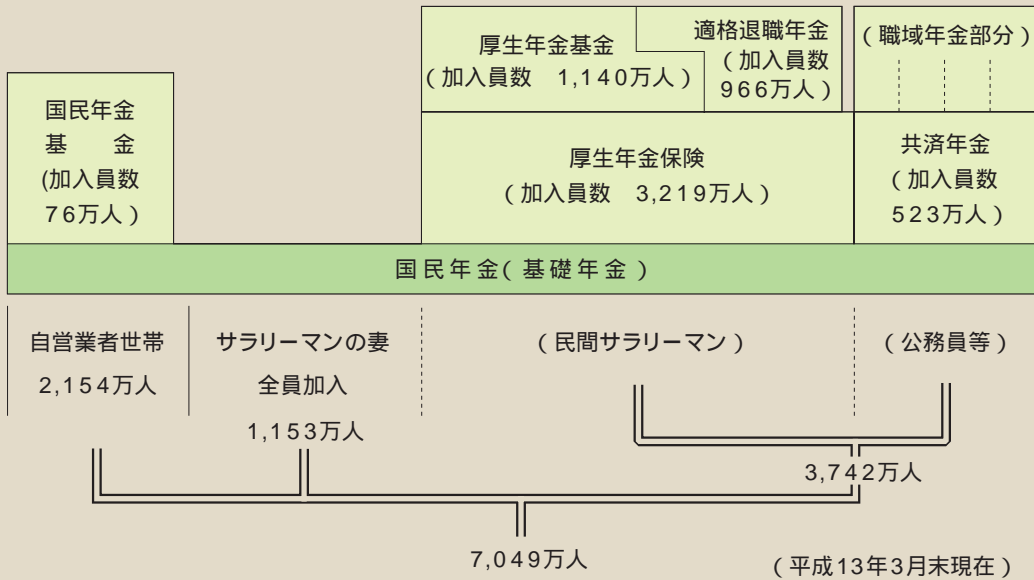 厚生年金基金
（加入員数　1,140万人）
適格退職年金
（加入員数
966万人）
（職域年金部分）
国民年金
基　　金
(加入員数
76万人）
厚生年金保険
（加入員数　3,219万人）
共済年金
（加入員数
523万人）
国民年金（基礎年金）
自営業者世帯
2,154万人
サラリーマンの妻
全員加入
1,153万人
（民間サラリーマン）
（公務員等）
3,742万人
7,049万人
（平成13年3月末現在）